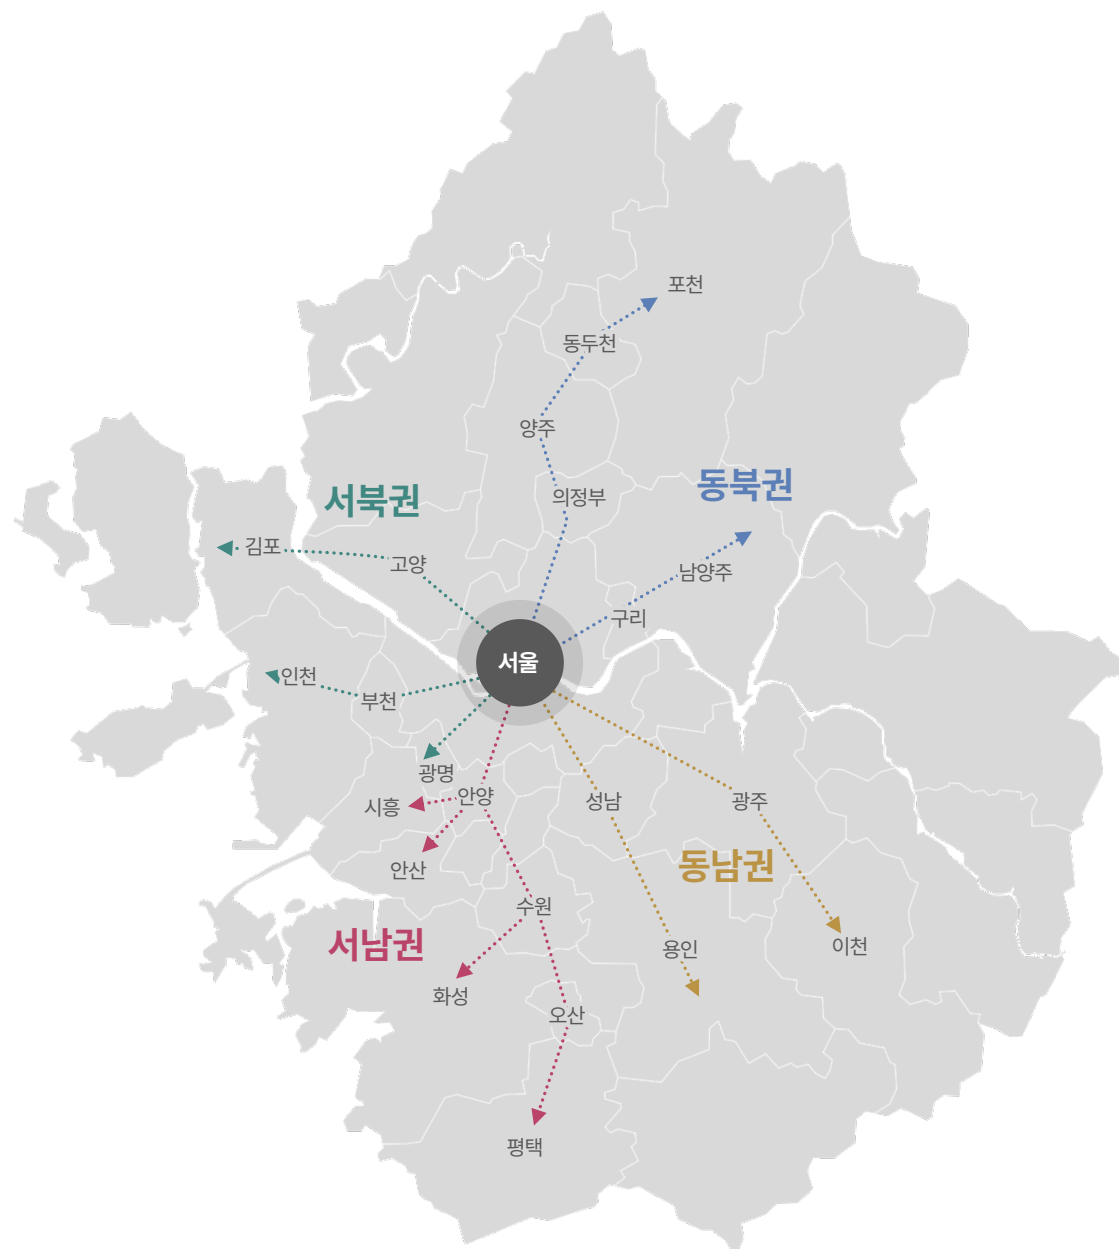 포천
동두천
양주
의정부
동북권
서북권
김포
고양
남양주
구리
서울
인천
부천
광명
안양
시흥
성남
광주
안산
동남권
수원
서남권
용인
이천
화성
오산
평택